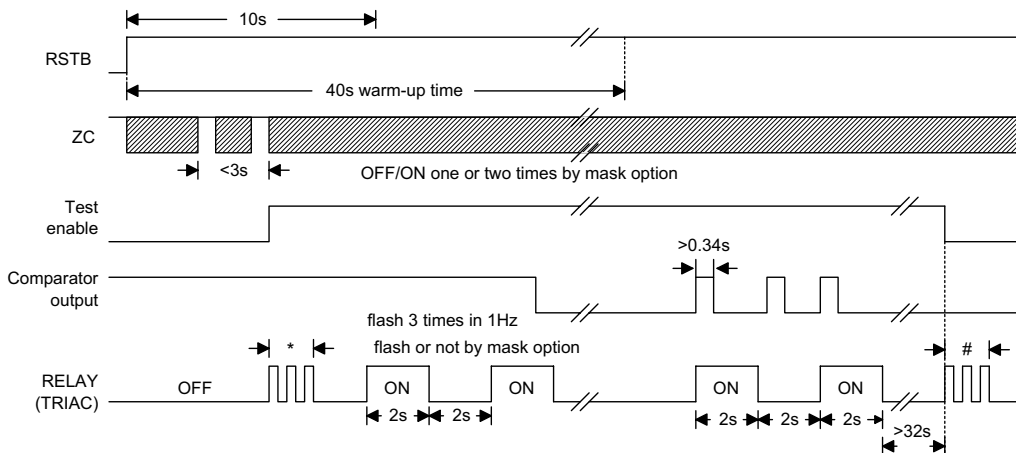 10s
RSTB
40s warm-up time
ZC
<3s
OFF/ON one or two times by mask option
Test
enable
>0.34s
Comparator
output
flash 3 times in 1Hz
* flash or not by mask option
#
RELAY
(TRIAC)
OFF
ON
ON
ON
ON
2s
2s
2s
2s
2s
>32s